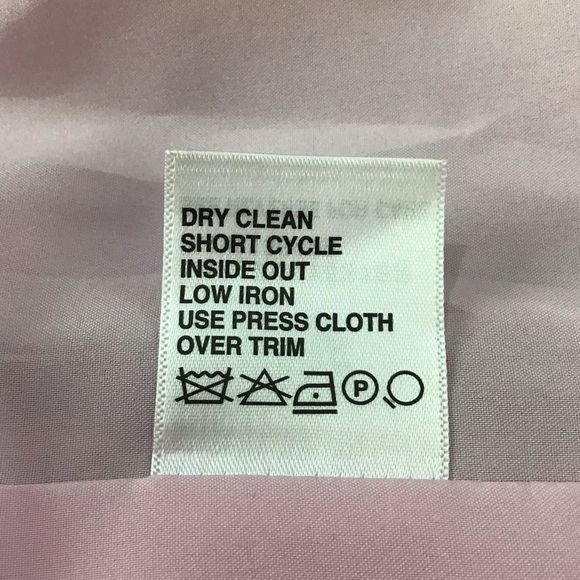 DRY CLEAN
SHORT CYCLE
INSIDE OUT
LOW IRON
USE PRESS CLOTH
OVER TRIM
P